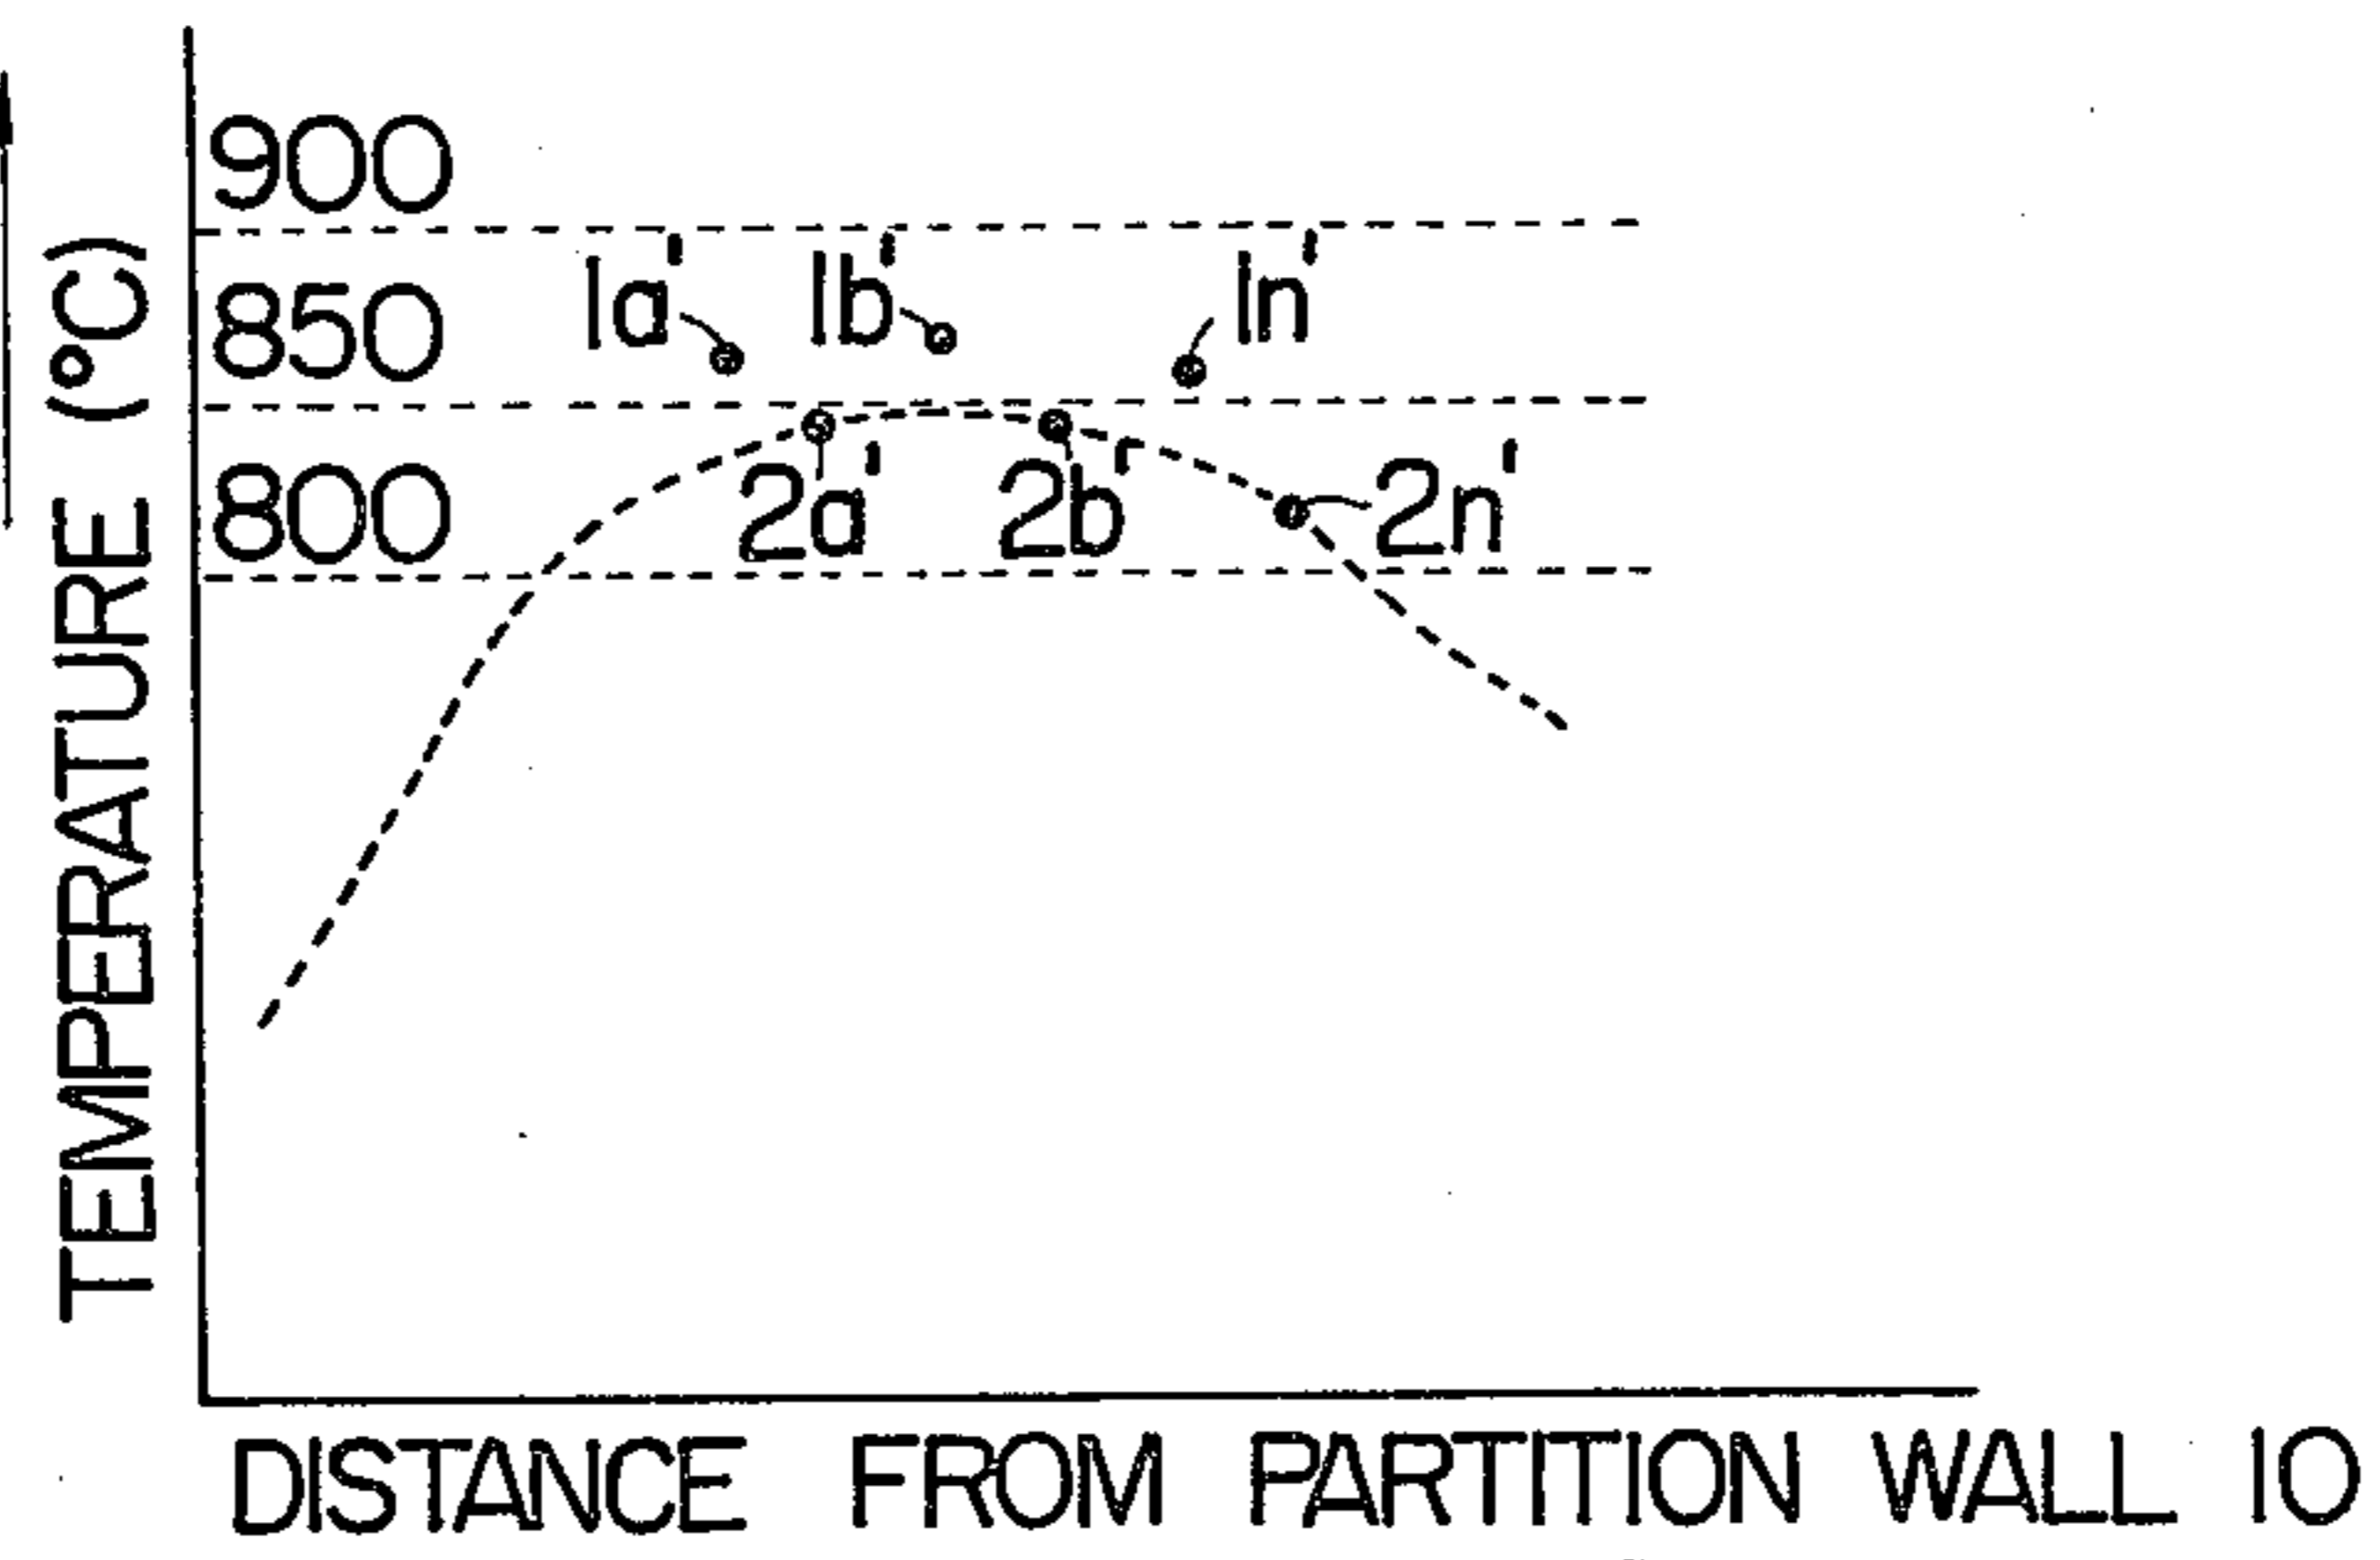 TEMPERATURE (°C)
900
1a' 1b' 1n'
850
2a' 2b' 2n'
800
DISTANCE FROM PARTITION WALL 10